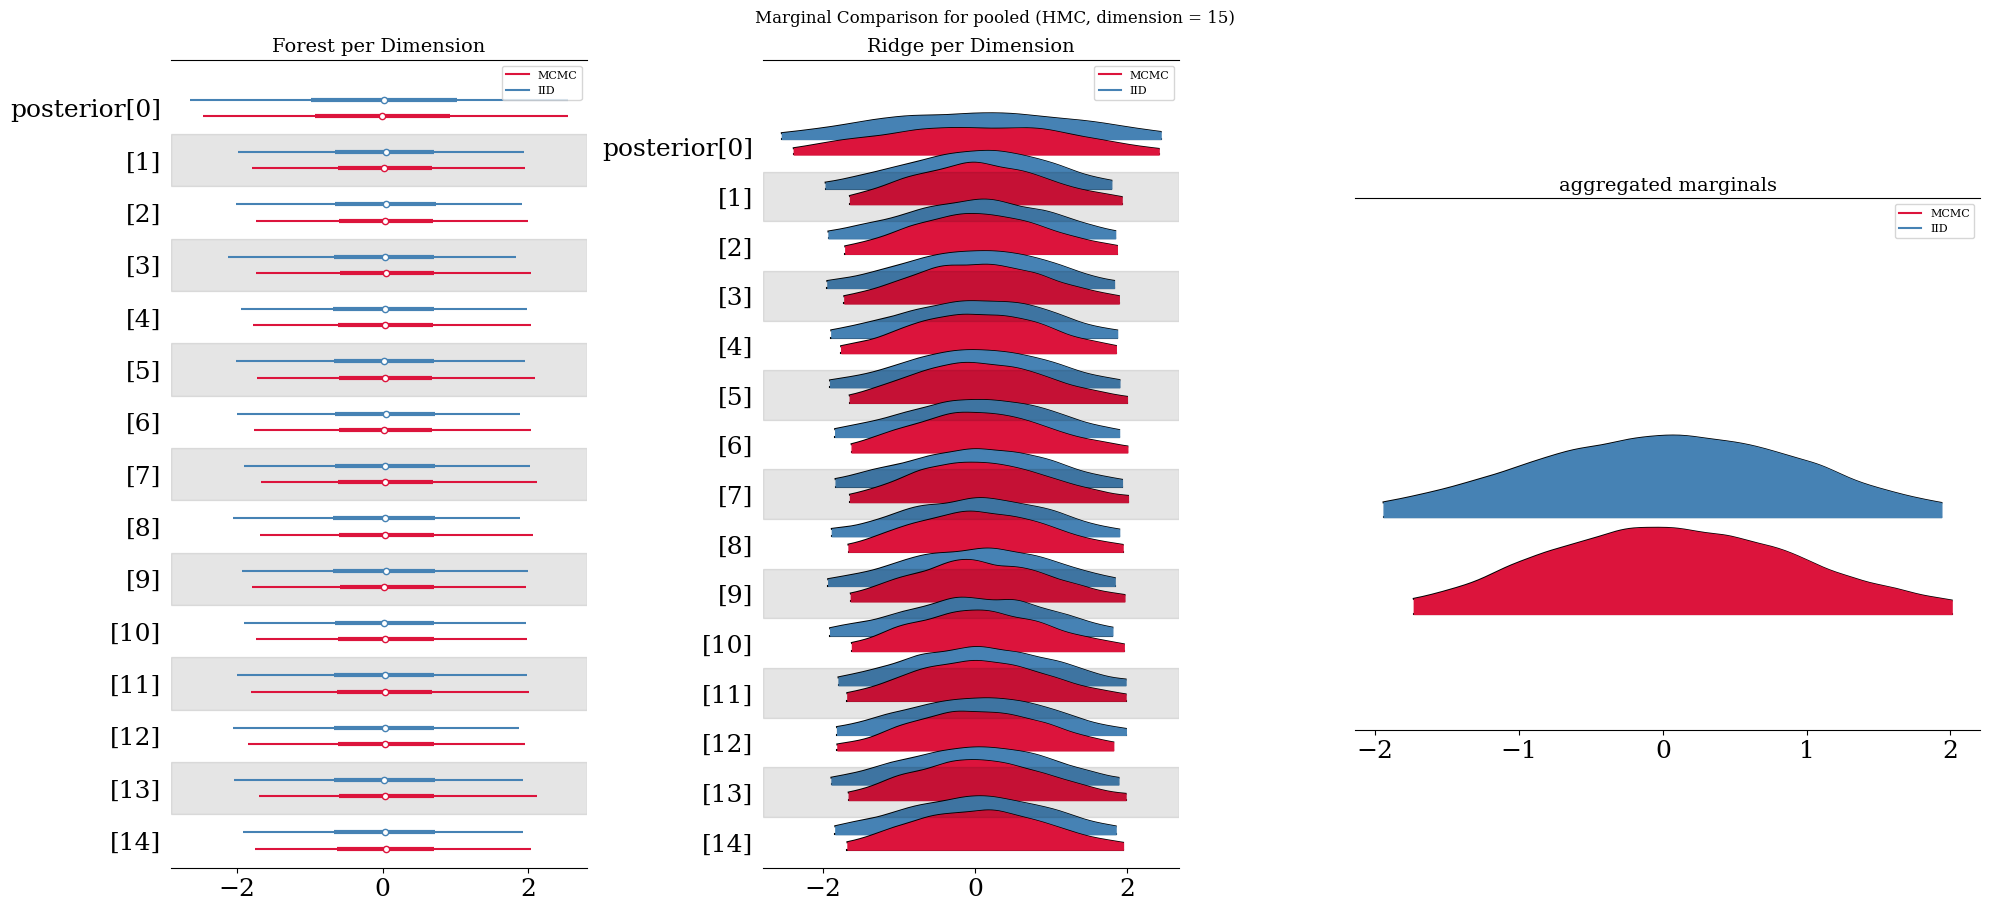 Marginal Comparison for pooled (HMC, dimension = 15)
Forest per Dimension
MCMC
IID
posterior[0]
[1]
[2]
[3]
[4]
[5]
[6]
[7]
[8]
[9]
[10]
[11]
[12]
[13]
[14]
−2 0 2
Ridge per Dimension
MCMC
IID
posterior[0]
[1]
[2]
[3]
[4]
[5]
[6]
[7]
[8]
[9]
[10]
[11]
[12]
[13]
[14]
−2 0 2
aggregated marginals
MCMC
IID
−2 −1 0 1 2